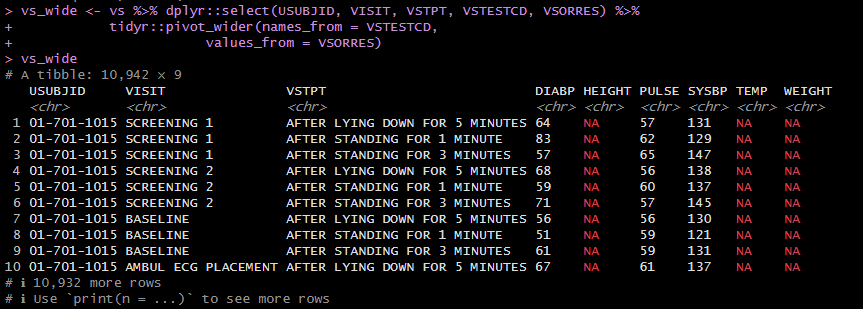 > vs_wide <- vs %>% dplyr::select(USUBJID, VISIT, VSTPT, VSTESTCD, VSORRES) %>%
+ tidyr::pivot_wider(names_from = VSTESTCD,
+ values_from = VSORRES)
> vs_wide
# A tibble: 10,942 × 9
USUBJID VISIT VSTPT DIABP HEIGHT PULSE SYSBP TEMP WEIGHT
<chr> <chr> <chr> <chr> <chr> <chr> <chr> <chr> <chr>
1 01-701-1015 SCREENING 1 AFTER LYING DOWN FOR 5 MINUTES 64 NA 57 131 NA NA
2 01-701-1015 SCREENING 1 AFTER STANDING FOR 1 MINUTE 83 NA 62 129 NA NA
3 01-701-1015 SCREENING 1 AFTER STANDING FOR 3 MINUTES 57 NA 65 147 NA NA
4 01-701-1015 SCREENING 2 AFTER LYING DOWN FOR 5 MINUTES 68 NA 56 138 NA NA
5 01-701-1015 SCREENING 2 AFTER STANDING FOR 1 MINUTE 59 NA 60 137 NA NA
6 01-701-1015 SCREENING 2 AFTER STANDING FOR 3 MINUTES 71 NA 57 145 NA NA
7 01-701-1015 BASELINE AFTER LYING DOWN FOR 5 MINUTES 56 NA 56 130 NA NA
8 01-701-1015 BASELINE AFTER STANDING FOR 1 MINUTE 51 NA 59 121 NA NA
9 01-701-1015 BASELINE AFTER STANDING FOR 3 MINUTES 61 NA 59 131 NA NA
10 01-701-1015 AMBUL ECG PLACEMENT AFTER LYING DOWN FOR 5 MINUTES 67 NA 61 137 NA NA
# ℹ 10,932 more rows
# ℹ Use `print(n = ...)` to see more rows